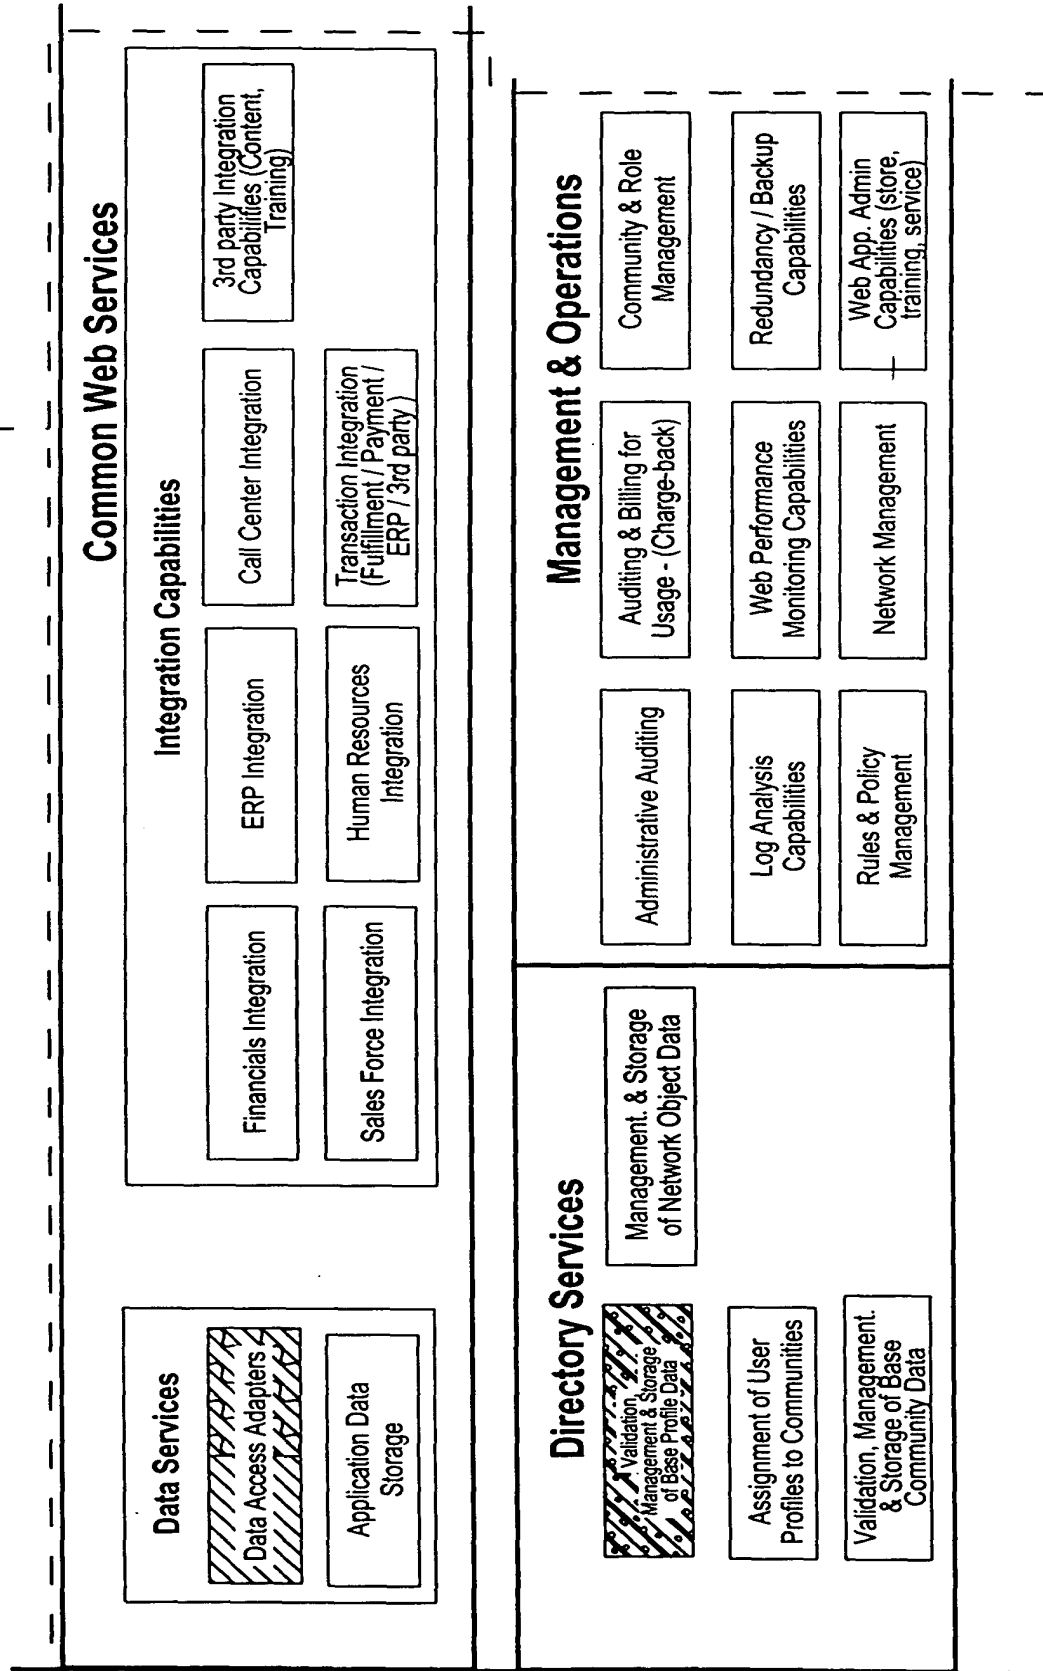 Common Web Services
Data Services
Data Access Adapters
Application Data
Storage
Integration Capabilities
Financials Integration
ERP Integration
Call Center Integration
3rd party Integration
Capabilities (Content,
Training)
Sales Force Integration
Human Resources
Integration
Transaction Integration
(Fulfillment / Payment /
ERP / 3rd party )
Directory Services
Validation,
Management & Storage
of Base Profile Data
Management. & Storage
of Network Object Data
Assignment of User
Profiles to Communities
Validation, Management.
& Storage of Base
Community Data
Management & Operations
Administrative Auditing
Auditing & Billing for
Usage - (Charge-back)
Community & Role
Management
Log Analysis
Capabilities
Web Performance
Monitoring Capabilities
Redundancy / Backup
Capabilities
Rules & Policy
Management
Network Management
Web App. Admin
Capabilities (store,
training, service)